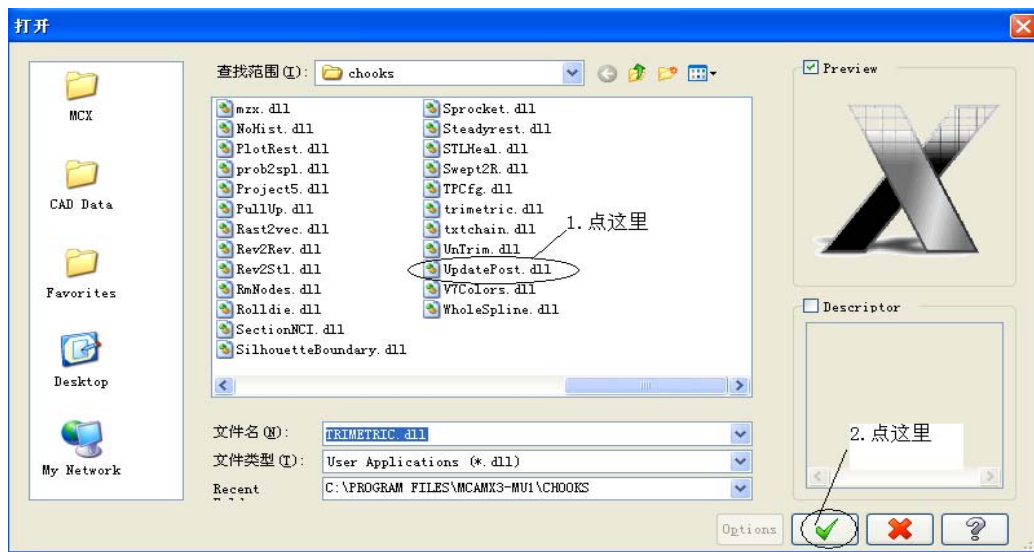 打开
查找范围(I): chooks
Preview
MCX
CAD Data
Favorites
Desktop
My Network
mzx.dll
NoHist.dll
PlotRest.dll
prob2spl.dll
Project5.dll
PullUp.dll
Rast2vec.dll
Rev2Rev.dll
Rev2Stl.dll
RmNodes.dll
Rolldie.dll
SectionNCI.dll
SilhouetteBoundary.dll
Sprocket.dll
Steadyrest.dll
STLHeal.dll
Swept2R.dll
TPCfg.dll
trimetric.dll
txtchain.dll
UnTrim.dll
UpdatePost.dll
V7Colors.dll
WholeSpline.dll
1.点这里
Descriptor
文件名(N): TRIMETRIC.dll
文件类型(T): User Applications (*.dll)
Recent C:\PROGRAM FILES\MCAMX3-MU1\CHOOKS
2.点这里
Options